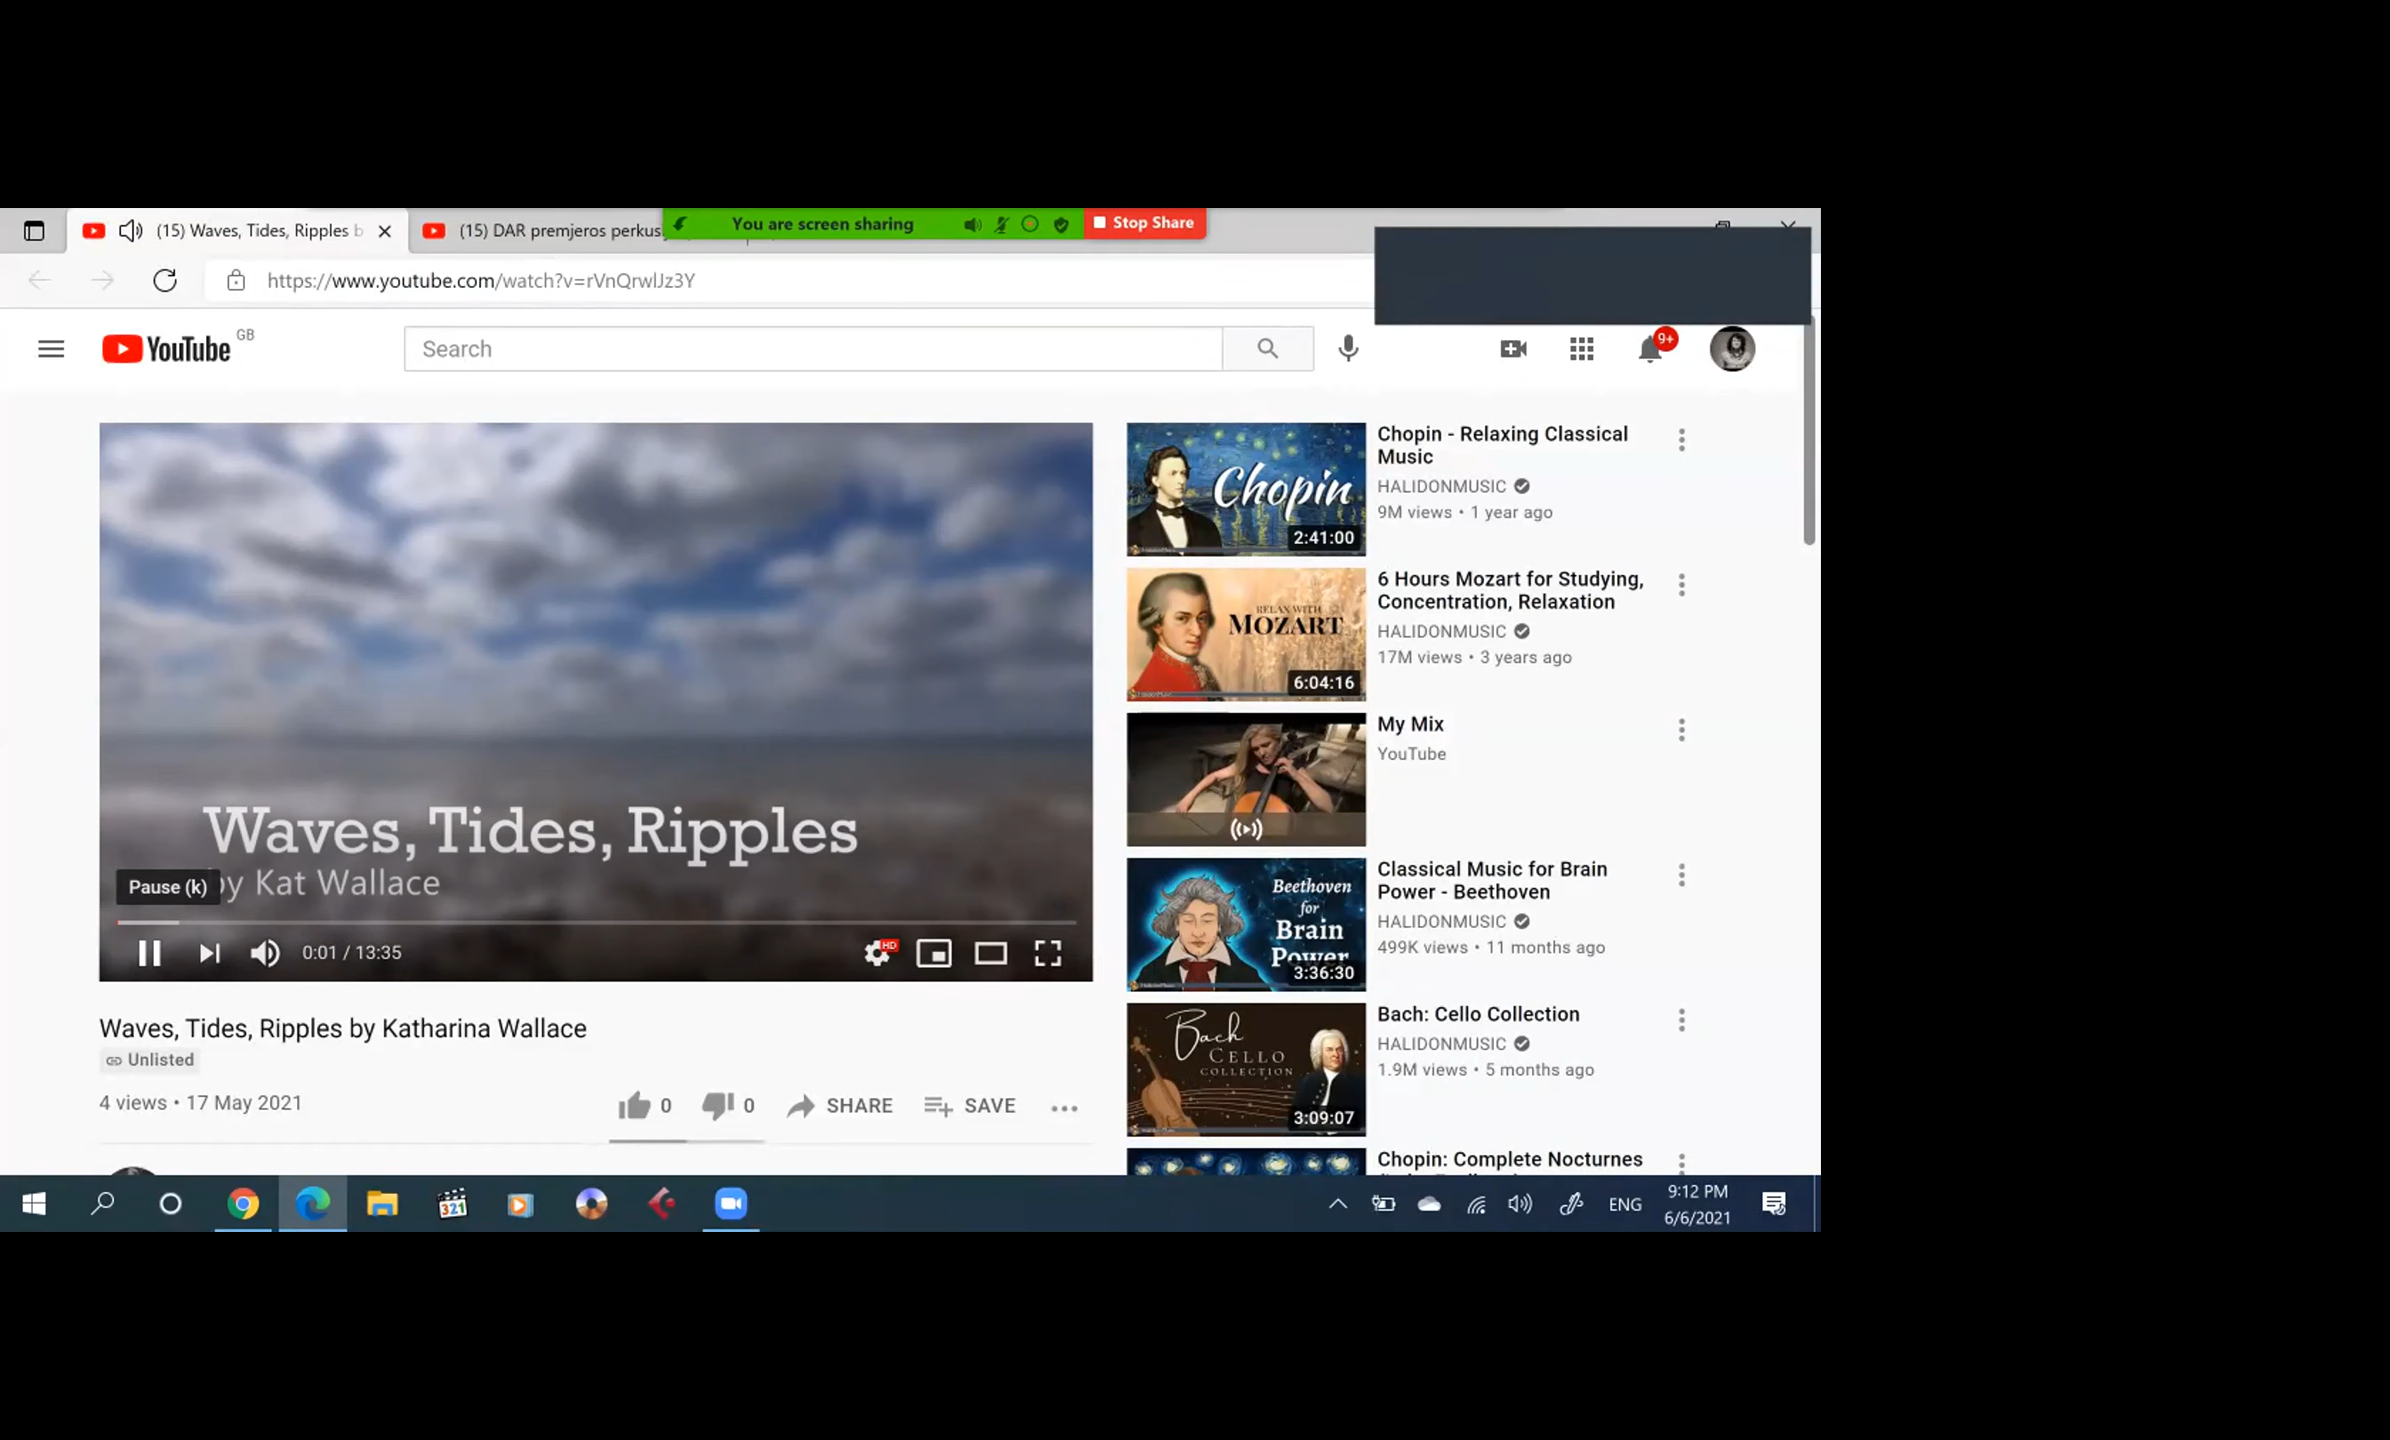 (15) Waves, Tides, Ripples b
(15) DAR premjeros perkus
You are screen sharing
Stop Share
https://www.youtube.com/watch?v=rVnQrwlJz3Y
YouTube GB
Search
9+
Waves, Tides, Ripples
by Kat Wallace
Pause (k)
0:01 / 13:35
HD
Waves, Tides, Ripples by Katharina Wallace
Unlisted
4 views • 17 May 2021
0
0
SHARE
SAVE
Chopin
2:41:00
Chopin - Relaxing Classical
Music
HALIDONMUSIC
9M views • 1 year ago
RELAX WITH
MOZART
6:04:16
6 Hours Mozart for Studying,
Concentration, Relaxation
HALIDONMUSIC
17M views • 3 years ago
My Mix
YouTube
Beethoven
for
Brain
Power
3:36:30
Classical Music for Brain
Power - Beethoven
HALIDONMUSIC
499K views • 11 months ago
Bach
CELLO
COLLECTION
3:09:07
Bach: Cello Collection
HALIDONMUSIC
1.9M views • 5 months ago
Chopin: Complete Nocturnes
321
ENG
9:12 PM
6/6/2021